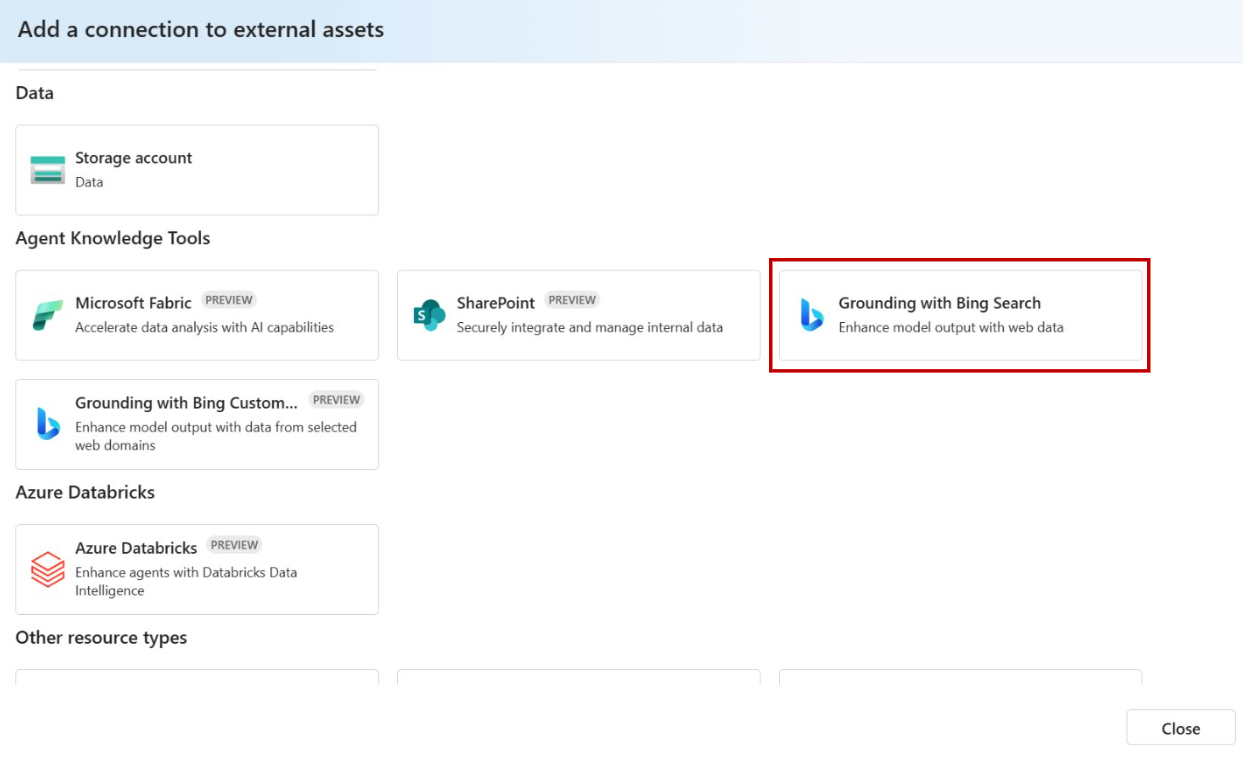 Add a connection to external assets
Data
Storage account
Data
Agent Knowledge Tools
Microsoft Fabric PREVIEW
Accelerate data analysis with AI capabilities
SharePoint PREVIEW
Securely integrate and manage internal data
Grounding with Bing Search
Enhance model output with web data
Grounding with Bing Custom... PREVIEW
Enhance model output with data from selected
web domains
Azure Databricks
Azure Databricks PREVIEW
Enhance agents with Databricks Data
Intelligence
Other resource types
Close